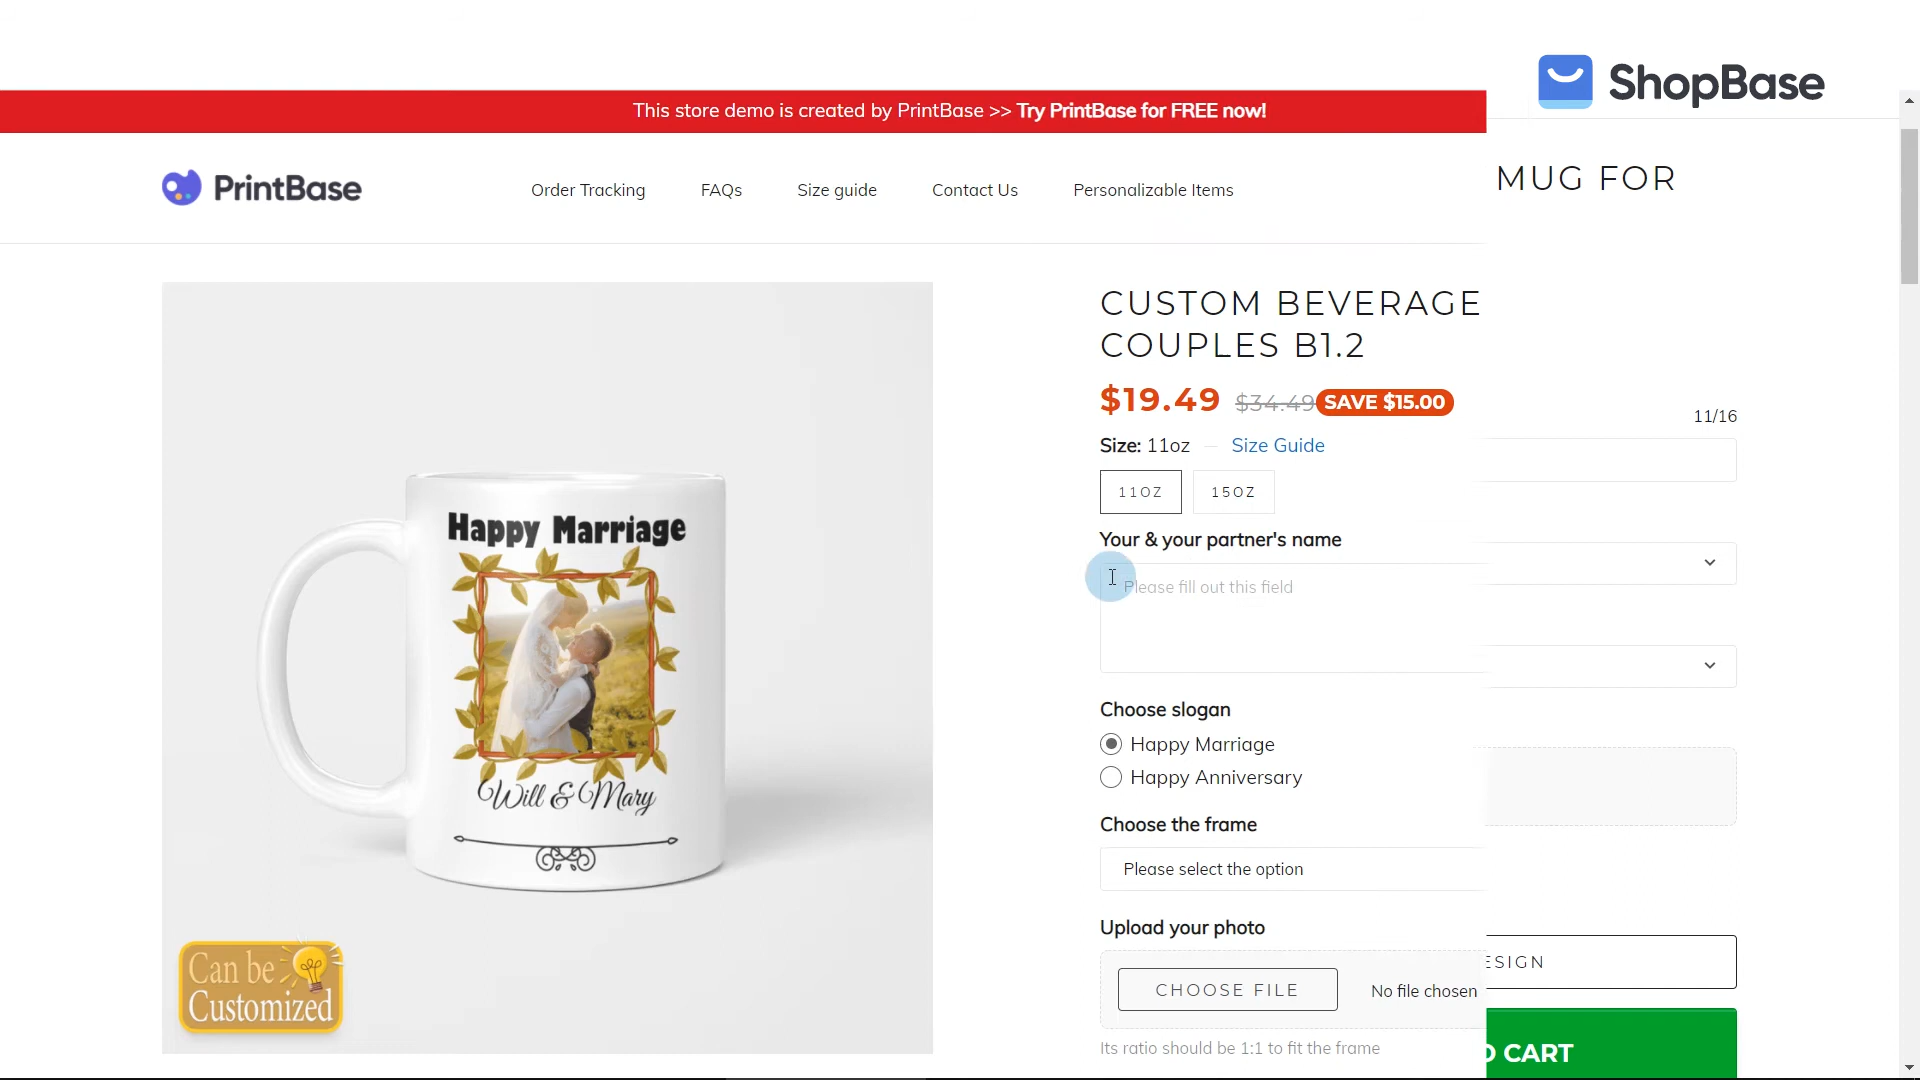 ShopBase
This store demo is created by PrintBase >> Try PrintBase for FREE now!
PrintBase
Order Tracking
FAQs
Size guide
Contact Us
Personalizable Items
MUG FOR
CUSTOM BEVERAGE
COUPLES B1.2
$19.49 $34.49 SAVE $15.00
11/16
Size: 11oz — Size Guide
11OZ 15OZ
Your & your partner's name
Please fill out this field
Choose slogan
Happy Marriage
Happy Anniversary
Choose the frame
Please select the option
Upload your photo
CHOOSE FILE No file chosen
Its ratio should be 1:1 to fit the frame
ESIGN
O CART
Happy Marriage
Will & Mary
Can be
Customized